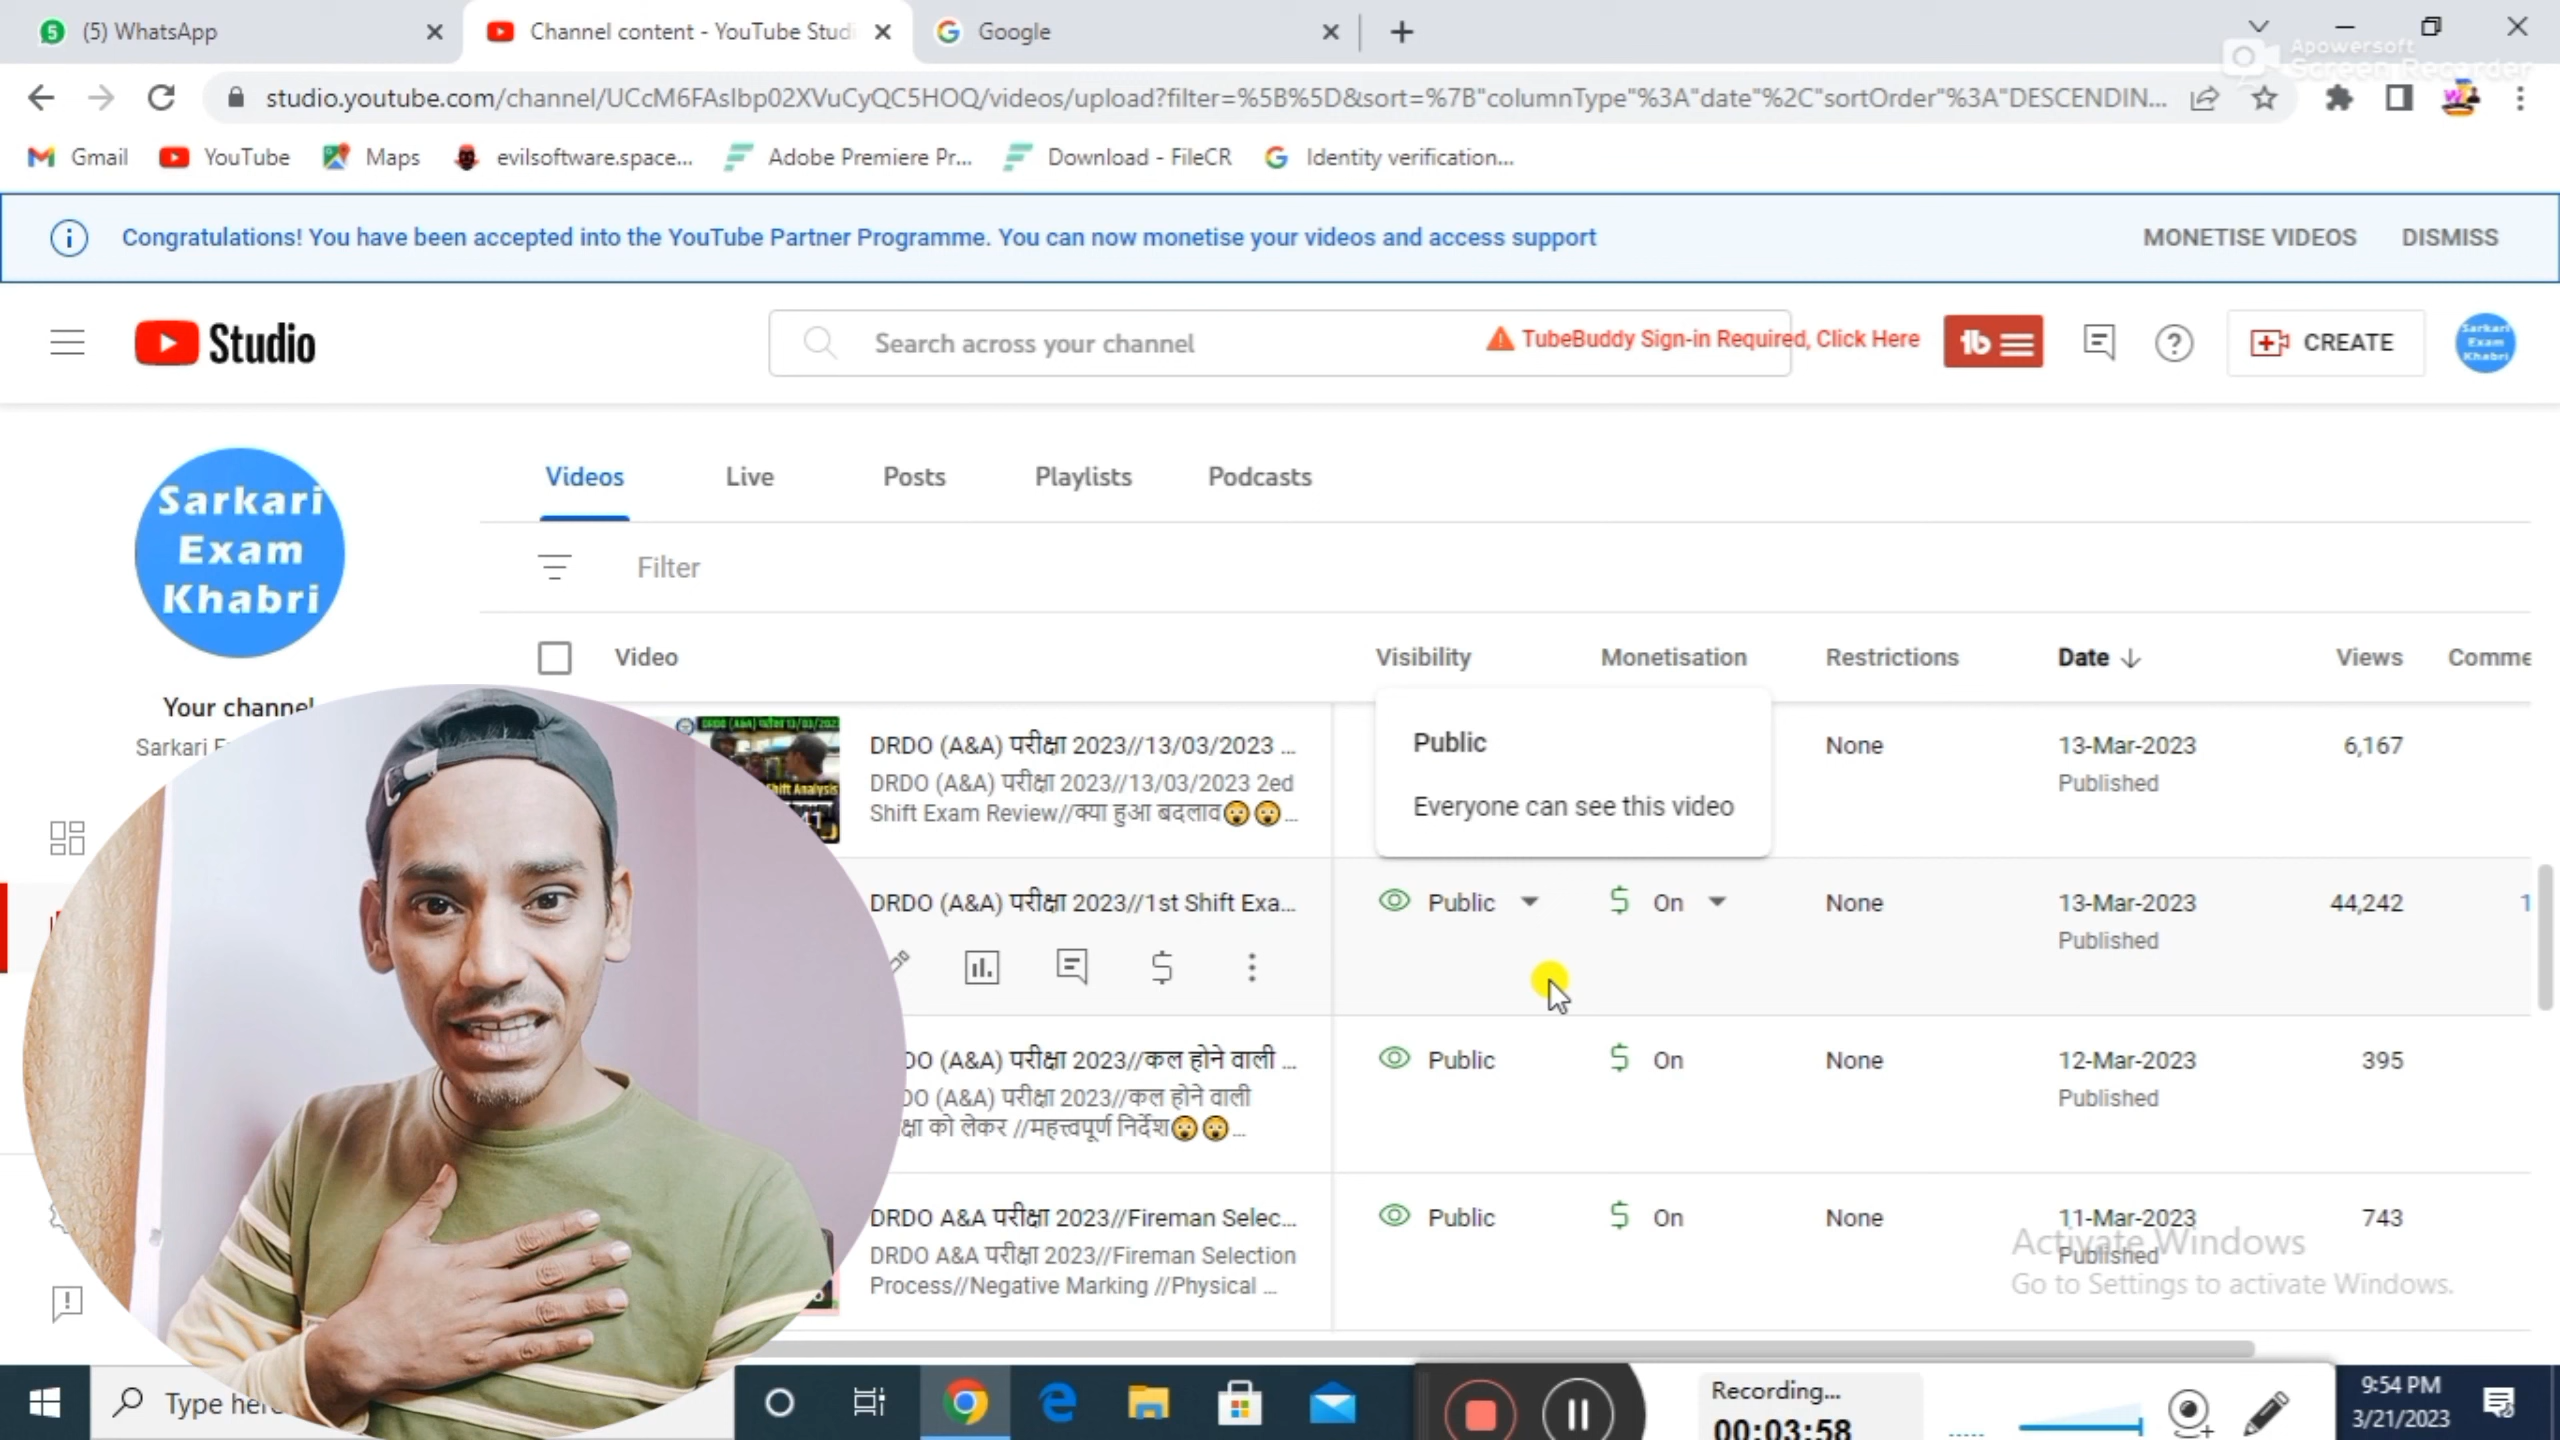 (5) WhatsApp
Channel content - YouTube Studi
Google
Apowersoft
Screen Recorder
studio.youtube.com/channel/UCcM6FAsIbp02XVuCyQC5HOQ/videos/upload?filter=%5B%5D&sort=%7B"columnType"%3A"date"%2C"sortOrder"%3A"DESCENDIN...
Gmail
YouTube
Maps
evilsoftware.space...
Adobe Premiere Pr...
Download - FileCR
Identity verification...
Congratulations! You have been accepted into the YouTube Partner Programme. You can now monetise your videos and access support
MONETISE VIDEOS
DISMISS
Studio
Search across your channel
TubeBuddy Sign-in Required, Click Here
CREATE
Sarkari
Exam
Khabri
Videos
Live
Posts
Playlists
Podcasts
Sarkari
Exam
Khabri
Filter
Video
Visibility
Monetisation
Restrictions
Date
Views
Comme
Your channel
Sarkari E
DRDO (A&A) परीक्षा 2023//13/03/2023 ...
DRDO (A&A) परीक्षा 2023//13/03/2023 2ed
Shift Exam Review//क्या हुआ बदलाव😲😲...
Public
Everyone can see this video
None
13-Mar-2023
Published
6,167
DRDO (A&A) परीक्षा 2023//1st Shift Exa...
Public
On
None
13-Mar-2023
Published
44,242
1
DO (A&A) परीक्षा 2023//कल होने वाली ...
DO (A&A) परीक्षा 2023//कल होने वाली
क्षा को लेकर //महत्त्वपूर्ण निर्देश😲😲...
Public
On
None
12-Mar-2023
Published
395
DRDO A&A परीक्षा 2023//Fireman Selec...
DRDO A&A परीक्षा 2023//Fireman Selection
Process//Negative Marking //Physical ...
Public
On
None
11-Mar-2023
Published
743
Activate Windows
Go to Settings to activate Windows.
Type here
Recording...
00:03:58
9:54 PM
3/21/2023